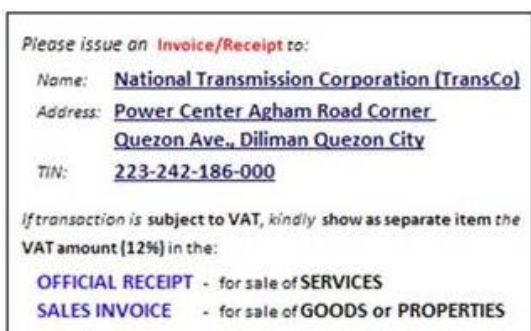 Please issue an Invoice/Receipt to:
Name: National Transmission Corporation (TransCo)
Address: Power Center Agham Road Corner
Quezon Ave., Diliman Quezon City
TIN: 223-242-186-000
If transaction is subject to VAT, kindly show as separate item the
VAT amount (12%) in the:
OFFICIAL RECEIPT - for sale of SERVICES
SALES INVOICE - for sale of GOODS or PROPERTIES